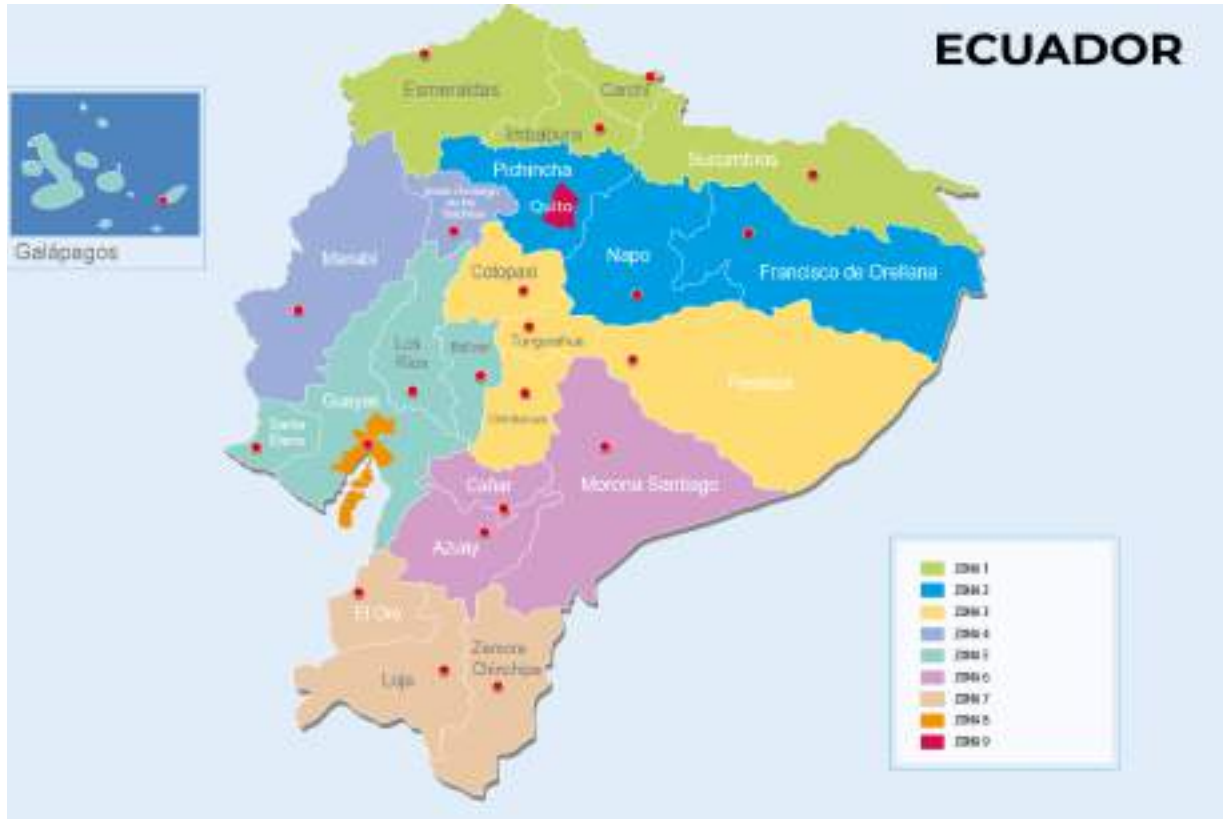 ECUADOR
Esmeraldas
Carchi
Imbabura
Sucumbíos
Pichincha
Quito
Galápagos
Manabí
Napo
Francisco de Orellana
Cotopaxi
Los
Ríos
Bolívar
Tungurahua
Guayas
Santa
Elena
Cañar
Morona Santiago
Azuay
El Oro
Zamora
Chinchipe
Loja
ZONA 1
ZONA 2
ZONA 3
ZONA 4
ZONA 5
ZONA 6
ZONA 7
ZONA 8
ZONA 9